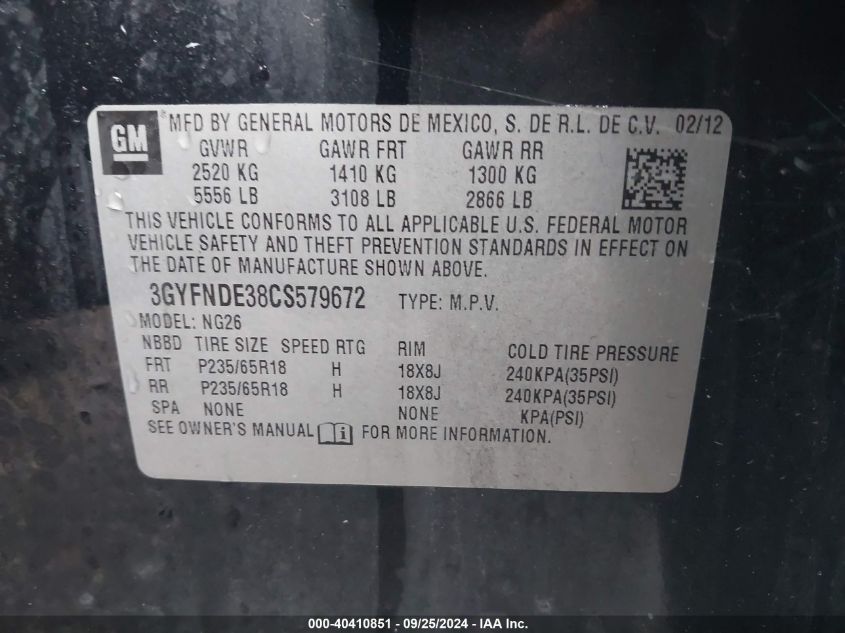 GM
MFD BY GENERAL MOTORS DE MEXICO, S. DE R.L. DE C.V. 02/12
GVWR GAWR FRT GAWR RR
2520 KG 1410 KG 1300 KG
5556 LB 3108 LB 2866 LB
THIS VEHICLE CONFORMS TO ALL APPLICABLE U.S. FEDERAL MOTOR
VEHICLE SAFETY AND THEFT PREVENTION STANDARDS IN EFFECT ON
THE DATE OF MANUFACTURE SHOWN ABOVE.
3GYFNDE38CS579672 TYPE: M.P.V.
MODEL: NG26
NBBD TIRE SIZE SPEED RTG RIM COLD TIRE PRESSURE
FRT P235/65R18 H 18X8J 240KPA(35PSI)
RR P235/65R18 H 18X8J 240KPA(35PSI)
SPA NONE NONE KPA(PSI)
SEE OWNER'S MANUAL FOR MORE INFORMATION.
000-40410851 / 09/25/2024 - IAA Inc.